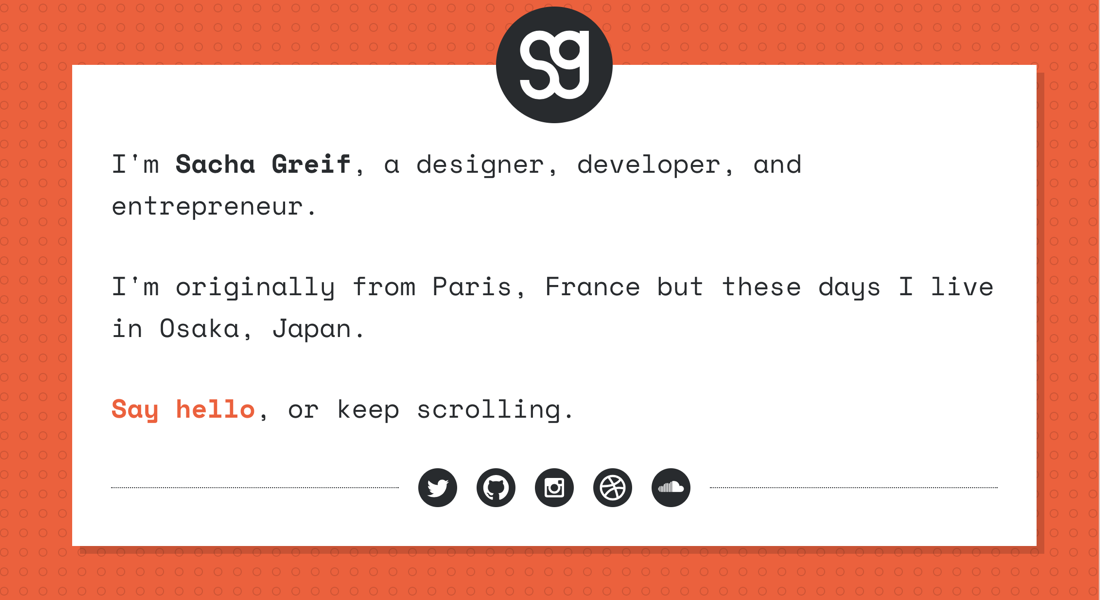 sg
I'm Sacha Greif, a designer, developer, and
entrepreneur.
I'm originally from Paris, France but these days I live
in Osaka, Japan.
Say hello, or keep scrolling.